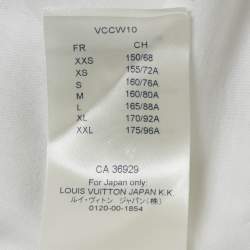 VCCW10
FR CH
XXS 150/68
XS 155/72A
S 160/76A
M 160/80A
L 165/88A
XL 170/92A
XXL 175/96A
CA 36929
For Japan only:
LOUIS VUITTON JAPAN K.K.
ルイ・ヴィトン ジャパン(株)
0120-00-1854